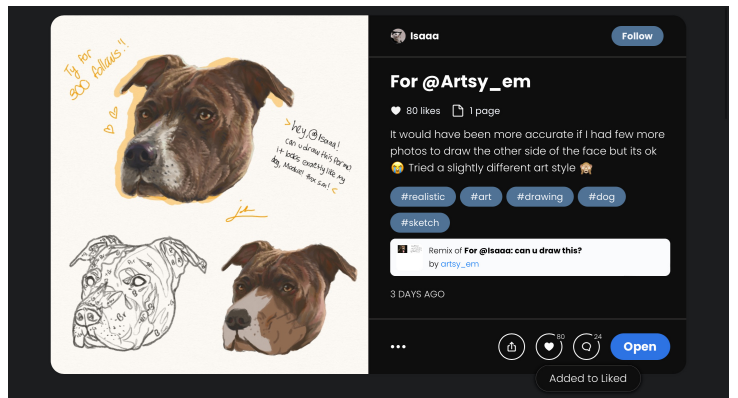 Ty for
900 follows!!
>hey,@Isaaa!
can u draw this for me
it looks exactly like my
dog, Maddux! thx sm! <
Isaaa
Follow
For @Artsy_em
80 likes
1 page
It would have been more accurate if I had few more
photos to draw the other side of the face but its ok
😭 Tried a slightly different art style 🙈
#realistic
#art
#drawing
#dog
#sketch
Remix of For @Isaaa: can u draw this?
by artsy_em
3 DAYS AGO
80
24
Open
Added to Liked